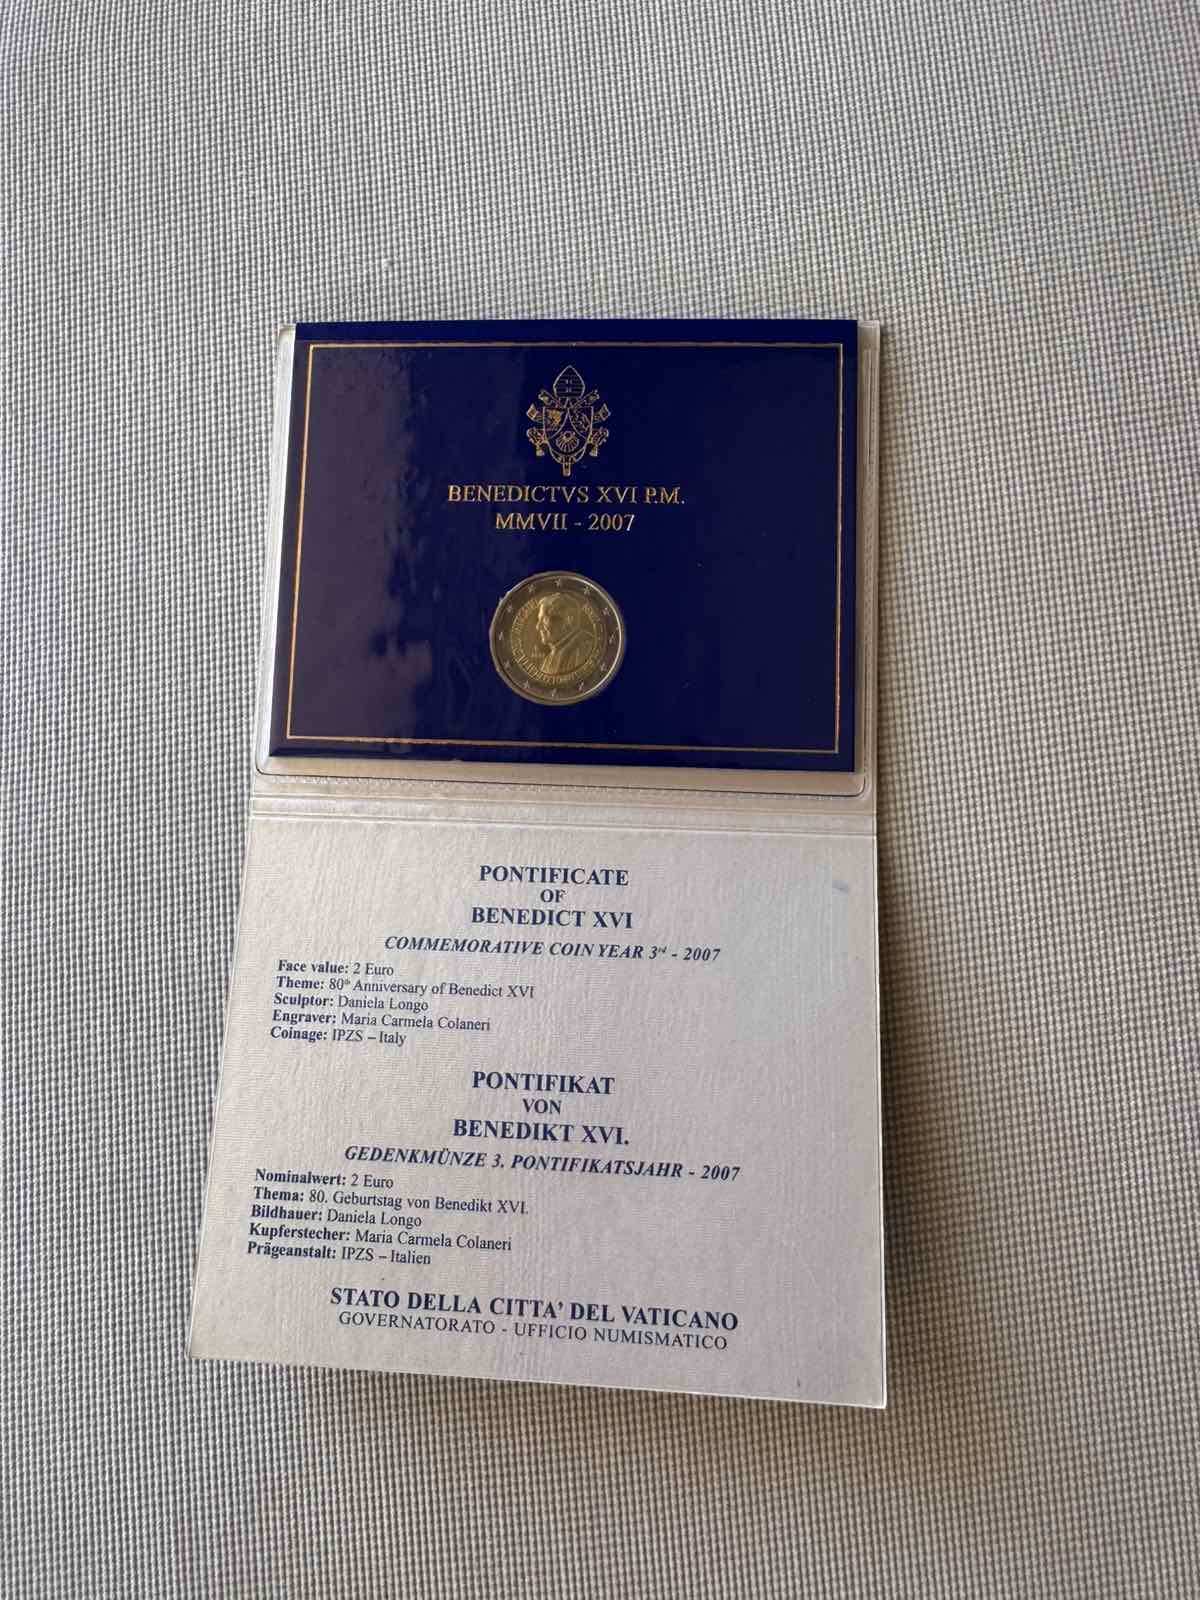 BENEDICTVS XVI P.M.
MMVII - 2007
PONTIFICATE
OF
BENEDICT XVI
COMMEMORATIVE COIN YEAR 3rd - 2007
Face value: 2 Euro
Theme: 80th Anniversary of Benedict XVI
Sculptor: Daniela Longo
Engraver: Maria Carmela Colaneri
Coinage: IPZS – Italy
PONTIFIKAT
VON
BENEDIKT XVI.
GEDENKMÜNZE 3. PONTIFIKATSJAHR - 2007
Nominalwert: 2 Euro
Thema: 80. Geburtstag von Benedikt XVI.
Bildhauer: Daniela Longo
Kupferstecher: Maria Carmela Colaneri
Prägeanstalt: IPZS – Italien
STATO DELLA CITTA' DEL VATICANO
GOVERNATORATO - UFFICIO NUMISMATICO